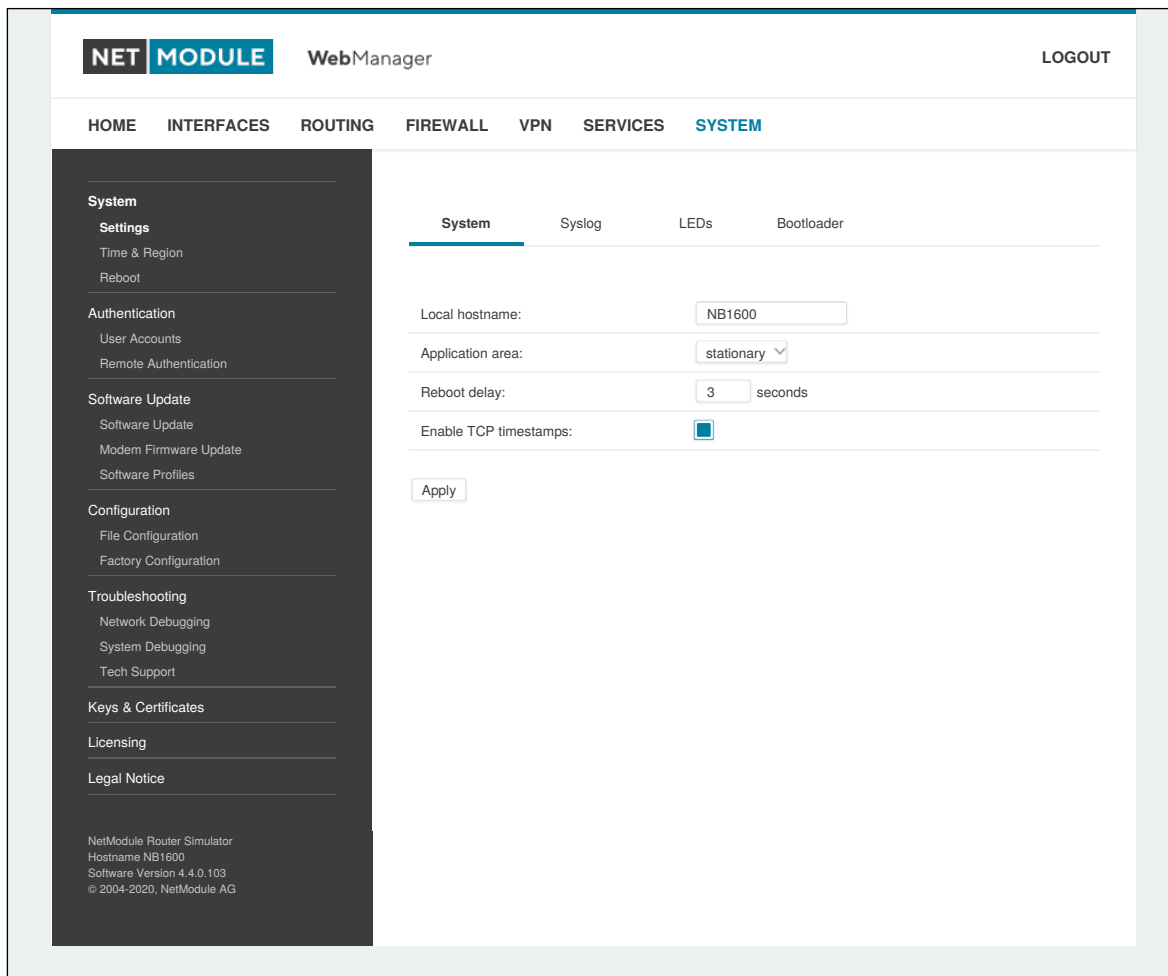 NET MODULE WebManager LOGOUT
HOME INTERFACES ROUTING FIREWALL VPN SERVICES SYSTEM
System
Settings
Time & Region
Reboot
Authentication
User Accounts
Remote Authentication
Software Update
Software Update
Modem Firmware Update
Software Profiles
Configuration
File Configuration
Factory Configuration
Troubleshooting
Network Debugging
System Debugging
Tech Support
Keys & Certificates
Licensing
Legal Notice
NetModule Router Simulator
Hostname NB1600
Software Version 4.4.0.103
© 2004-2020, NetModule AG
System Syslog LEDs Bootloader
Local hostname: NB1600
Application area: stationary
Reboot delay: 3 seconds
Enable TCP timestamps:
Apply